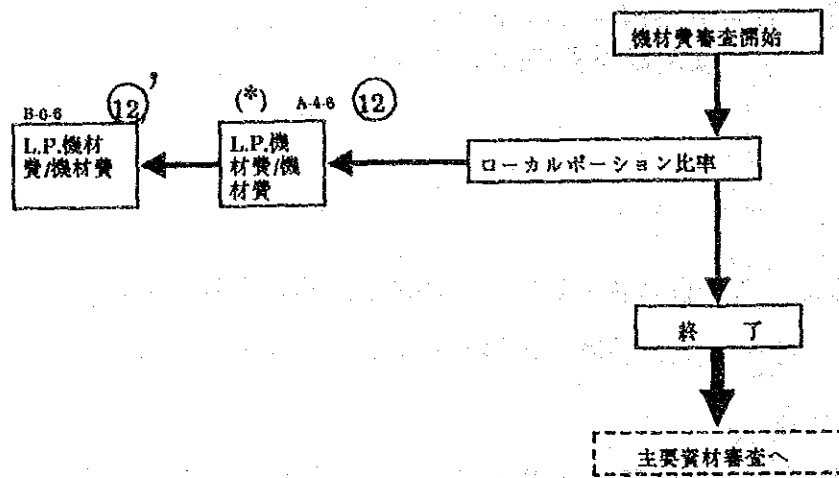 機材費審査開始
B-0-6 ⑫'
(*) A-4-6 ⑫
L.P.機材
費/機材費
L.P.機
材費/機
材費
ローカルポーション比率
終 了
主要資材審査へ